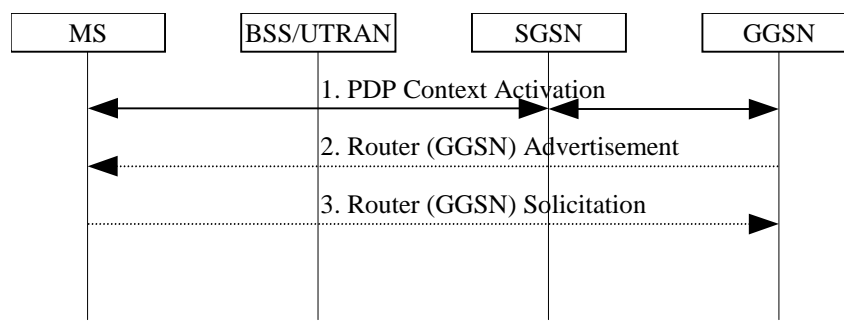 MS
BSS/UTRAN
SGSN
GGSN
1. PDP Context Activation
2. Router (GGSN) Advertisement
3. Router (GGSN) Solicitation